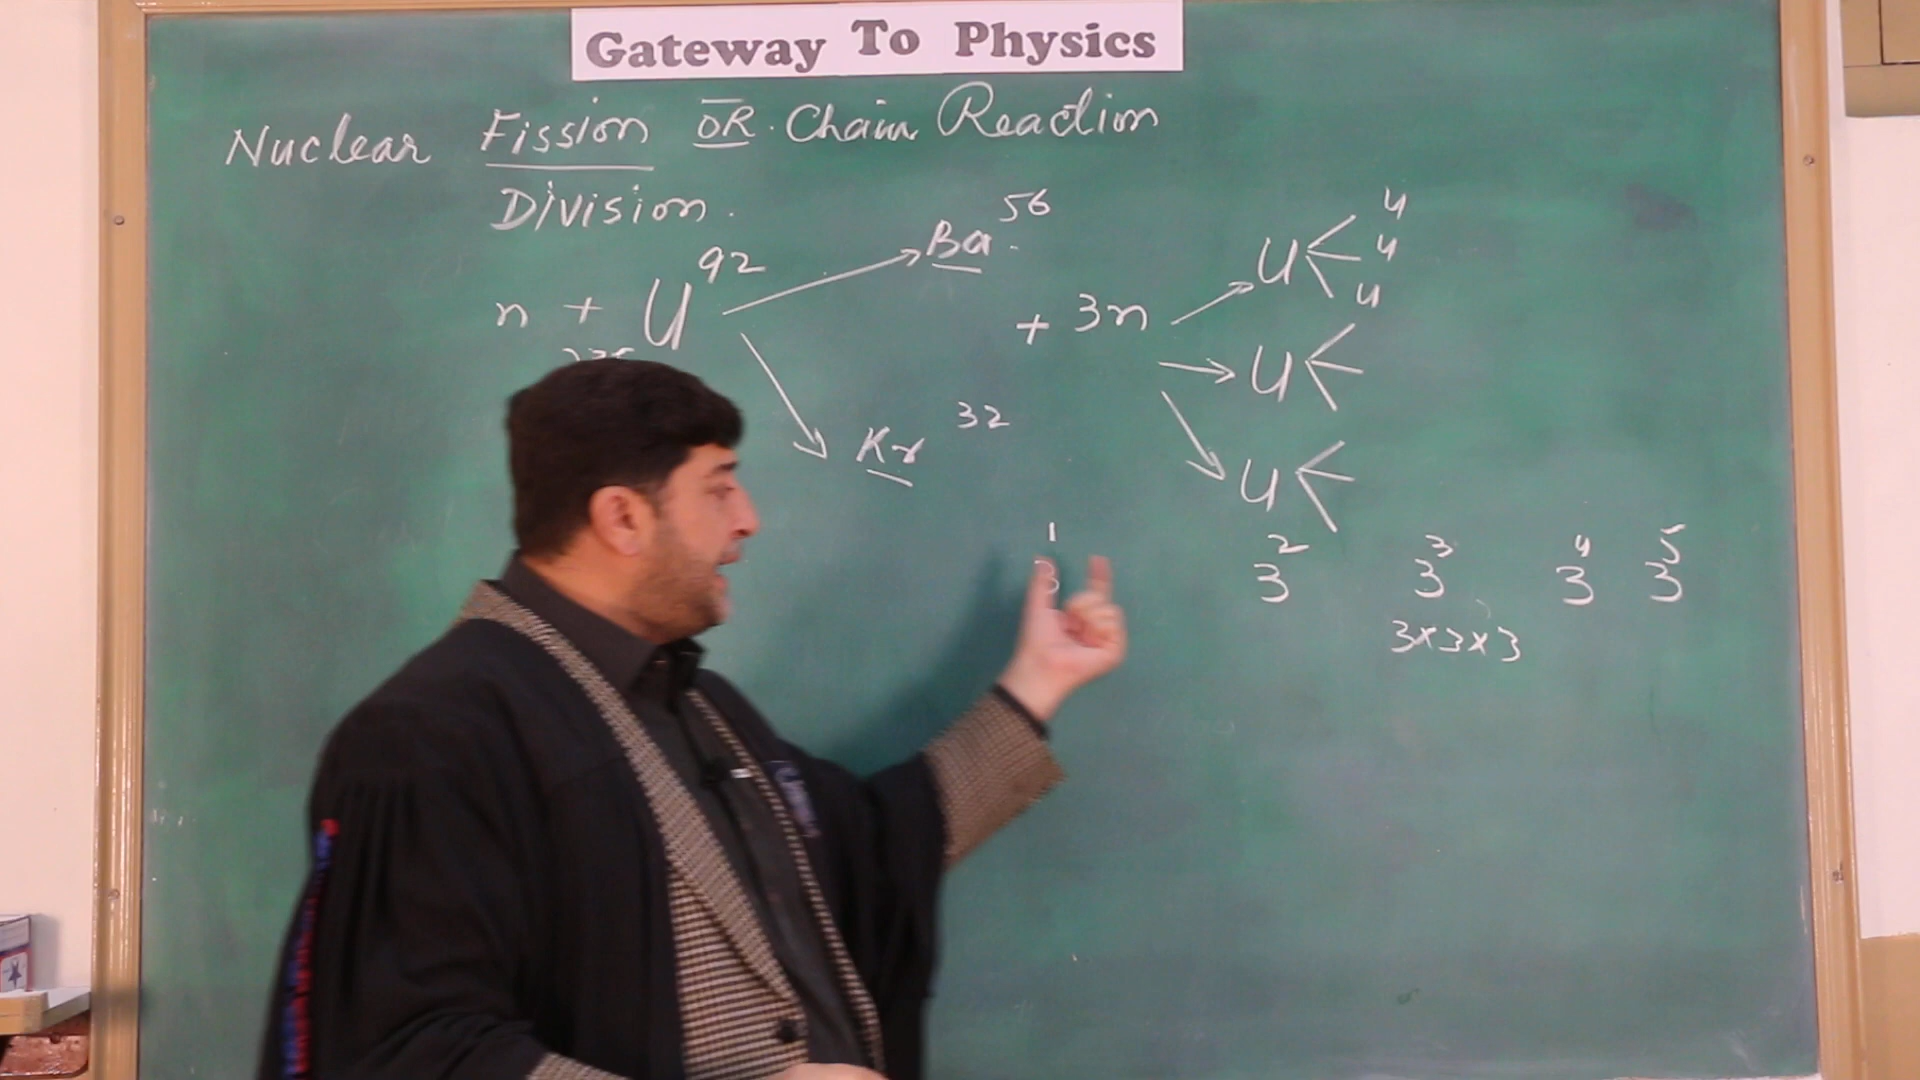 Gateway To Physics
Nuclear Fission OR Chain Reaction
Division.
n + U 92 Ba 56 + 3n U U U U
U
Kr 32
U
3¹ 3² 3³ 3⁴ 3⁵
3×3×3